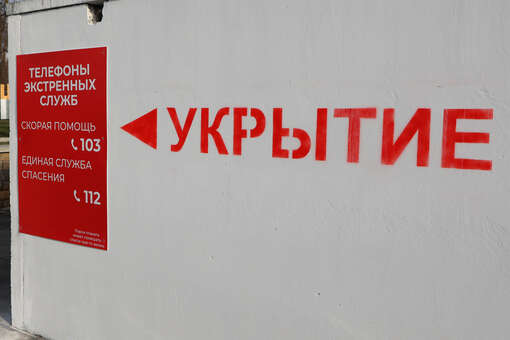 ТЕЛЕФОНЫ
ЭКСТРЕННЫХ
СЛУЖБ
СКОРАЯ ПОМОЩЬ
103
ЕДИНАЯ СЛУЖБА
СПАСЕНИЯ
112
УКРЫТИЕ